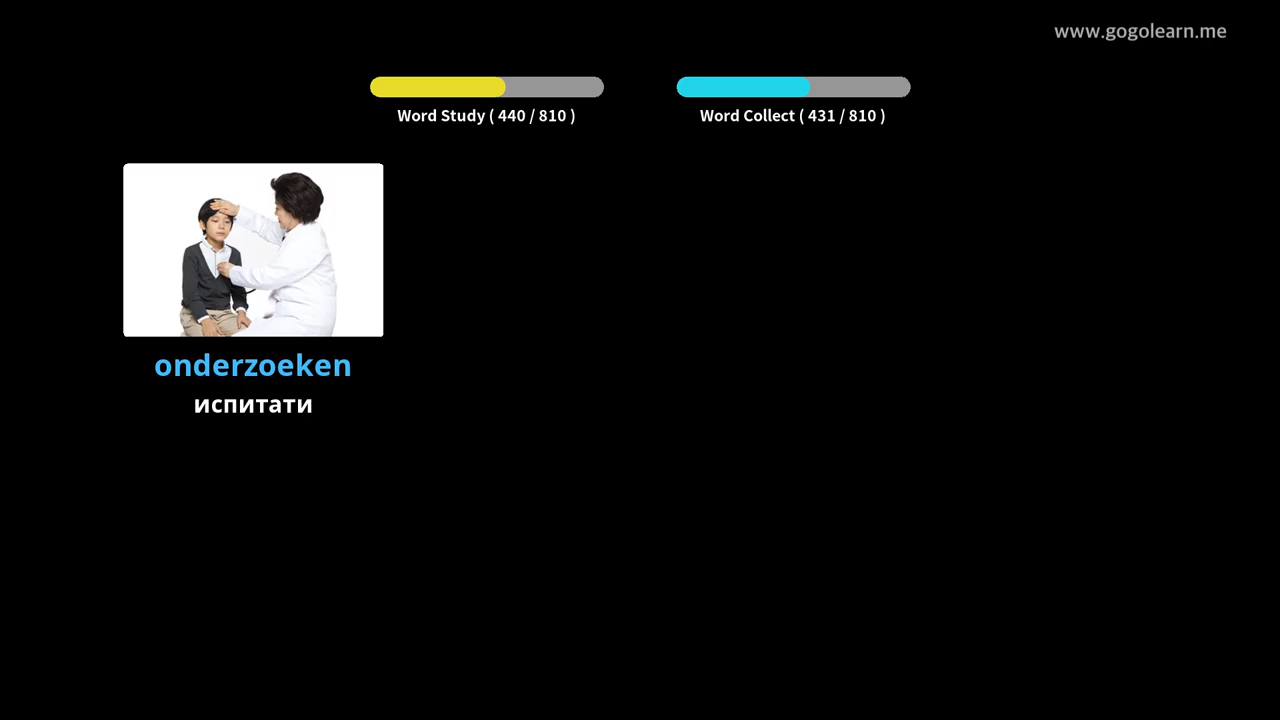 www.gogolearn.me
Word Study ( 440 / 810 )
Word Collect ( 431 / 810 )
onderzoeken
испитати